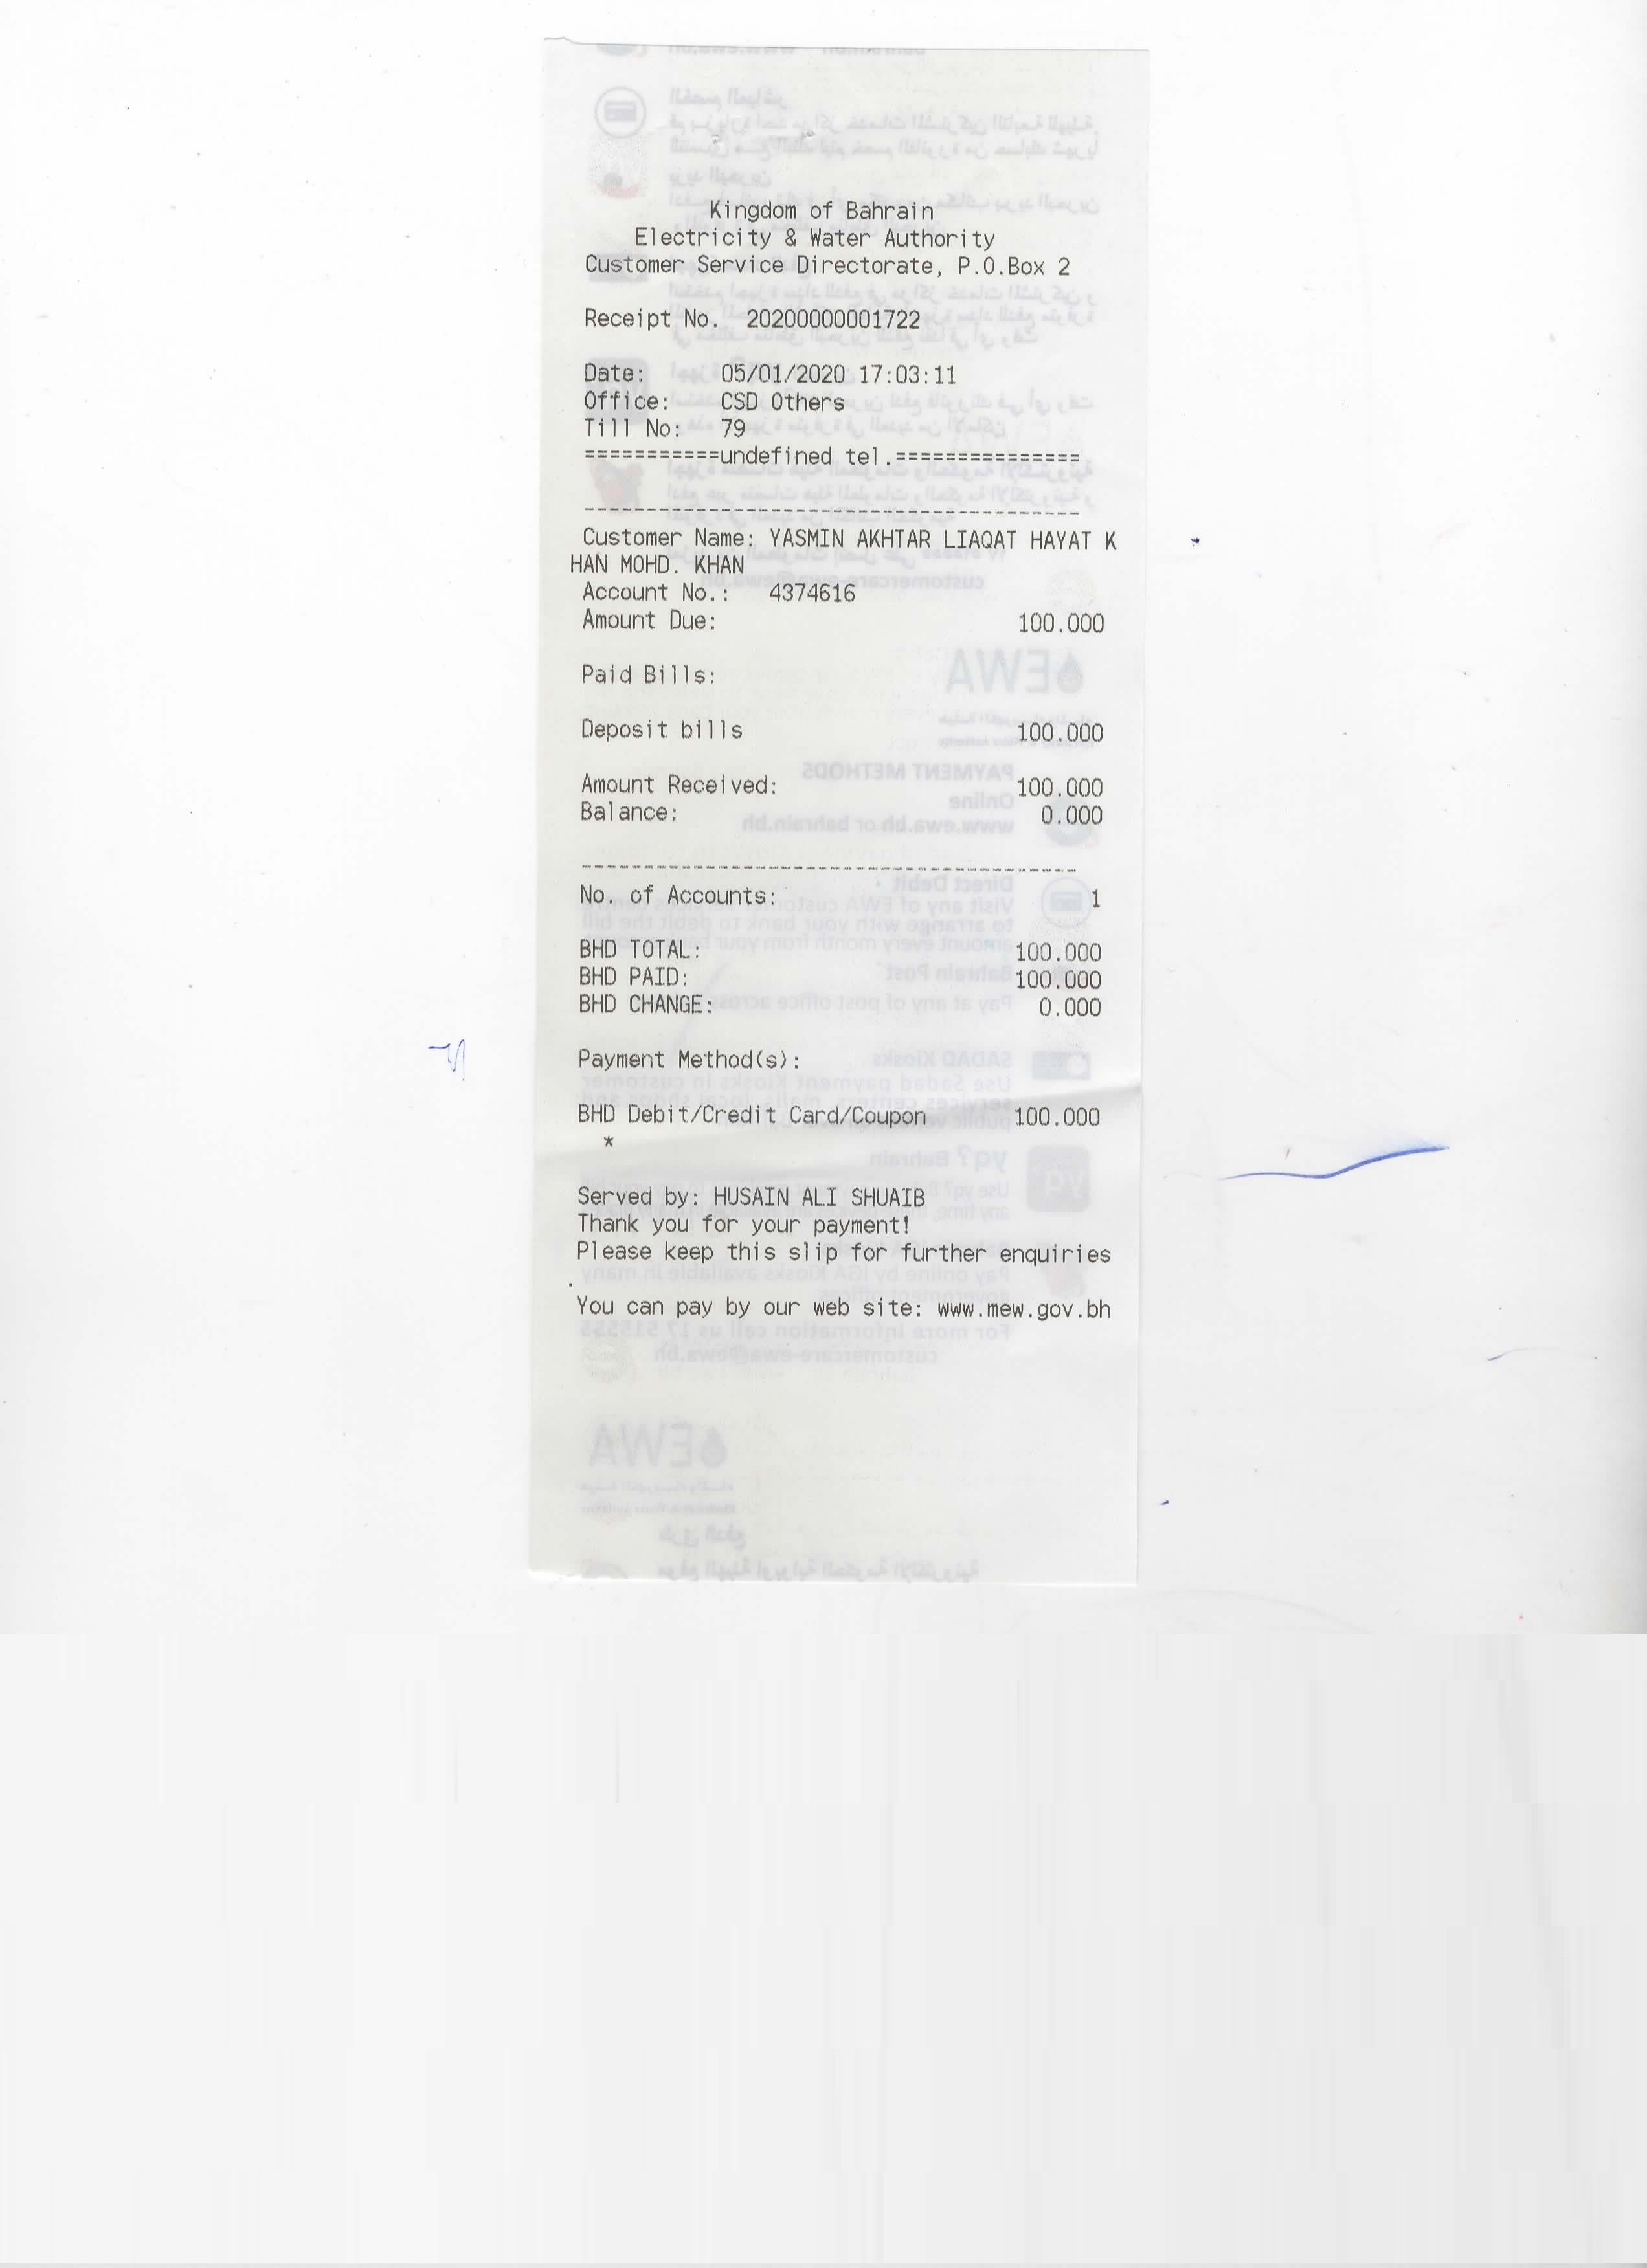 Kingdom of Bahrain
Electricity & Water Authority
Customer Service Directorate, P.O.Box 2
Receipt No. 20200000001722
Date: 05/01/2020 17:03:11
Office: CSD Others
Till No: 79
===========undefined tel.===============
----------------------------------------
Customer Name: YASMIN AKHTAR LIAQAT HAYAT K
HAN MOHD. KHAN
Account No.: 4374616
Amount Due: 100.000
Paid Bills:
Deposit bills 100.000
Amount Received: 100.000
Balance: 0.000
----------------------------------------
No. of Accounts: 1
BHD TOTAL: 100.000
BHD PAID: 100.000
BHD CHANGE: 0.000
Payment Method(s):
BHD Debit/Credit Card/Coupon 100.000
*
Served by: HUSAIN ALI SHUAIB
Thank you for your payment!
Please keep this slip for further enquiries
.
You can pay by our web site: www.mew.gov.bh